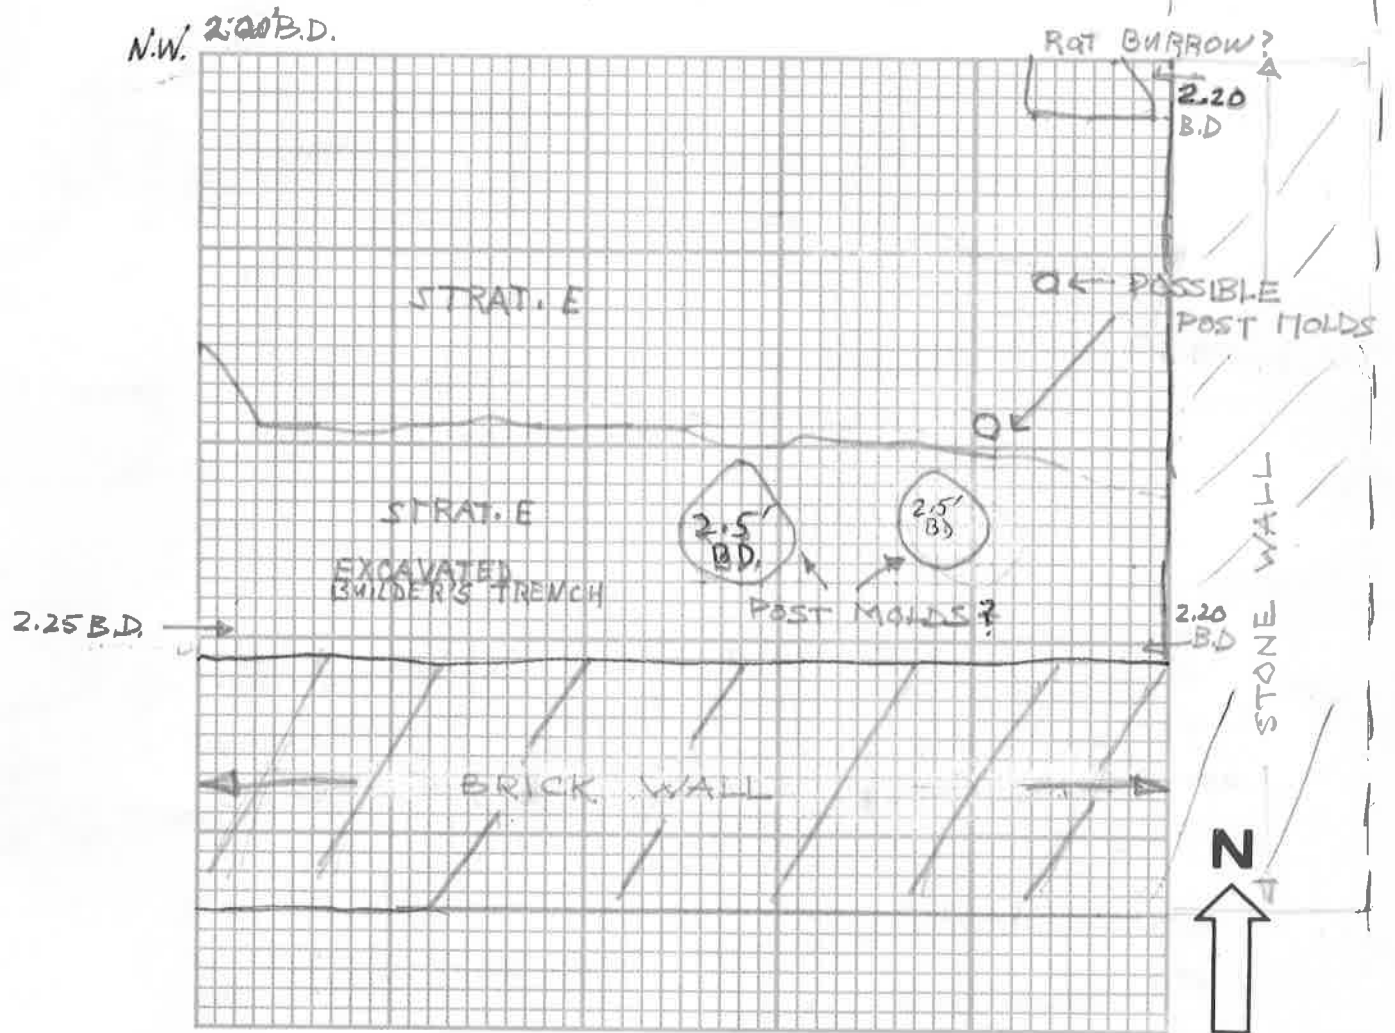 N.W. 2.20' B.D.
RAT BURROW?
2.20
B.D
STRAT. E
POSSIBLE
POST MOLDS
STRAT. E
2.5'
B.D.
2.5'
BD
EXCAVATED
BUILDER'S TRENCH
POST MOLDS?
2.25 B.D.
2.20
B.D
STONE WALL
BRICK WALL
N